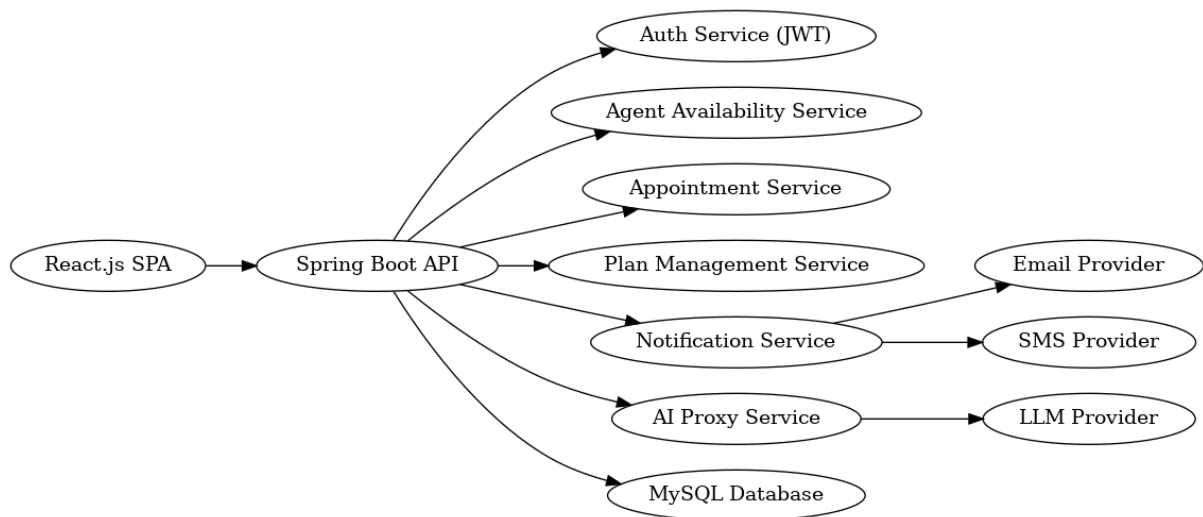 Auth Service (JWT)
Agent Availability Service
Appointment Service
React.js SPA
Spring Boot API
Plan Management Service
Email Provider
Notification Service
SMS Provider
AI Proxy Service
LLM Provider
MySQL Database